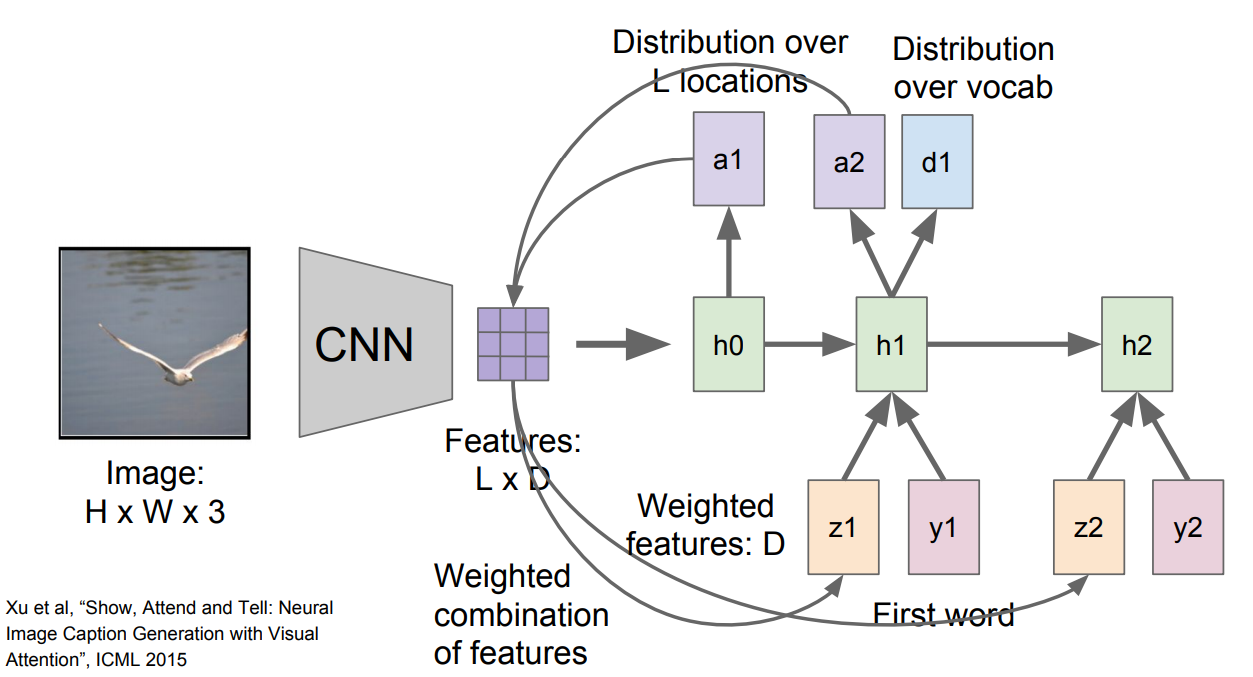 Distribution over
L locations
Distribution
over vocab
a1
a2
d1
CNN
h0
h1
h2
Image:
H x W x 3
Features:
L x D
Weighted
features: D
z1
y1
z2
y2
Weighted
combination
of features
First word
Xu et al, “Show, Attend and Tell: Neural
Image Caption Generation with Visual
Attention”, ICML 2015